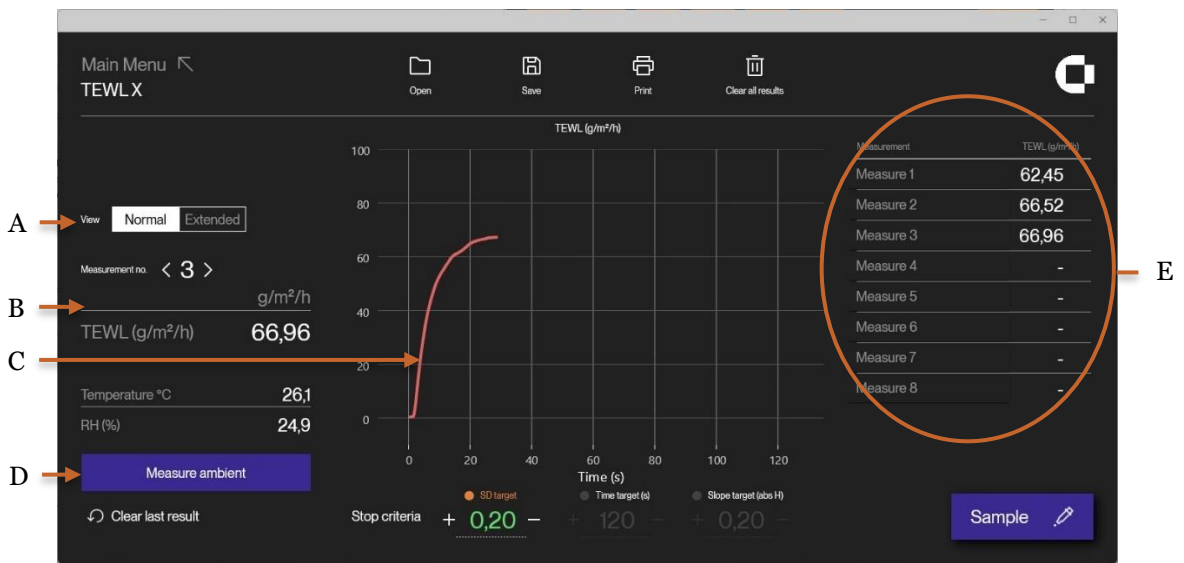 Main Menu
TEWL X
Open
Save
Print
Clear all results
A
View Normal Extended
Measurement no. < 3 >
B
g/m²/h
TEWL (g/m²/h) 66,96
C
Temperature °C 26,1
RH (%) 24,9
D
Measure ambient
Clear last result
TEWL (g/m²/h)
100
80
60
40
20
0
0 20 40 60 80 100 120
Time (s)
Stop criteria
SD target
+ 0,20 -
Time target (s)
+ 120 -
Slope target (abs H)
+ 0,20 -
Measurement TEWL (g/m²/h)
Measure 1 62,45
Measure 2 66,52
Measure 3 66,96
Measure 4 -
Measure 5 -
Measure 6 -
Measure 7 -
Measure 8 -
E
Sample